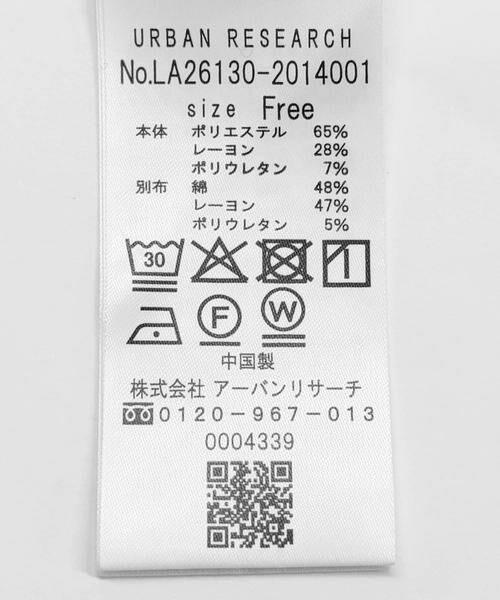 URBAN RESEARCH
No.LA26130-2014001
size Free
本体 ポリエステル 65%
レーヨン 28%
ポリウレタン 7%
別布 綿 48%
レーヨン 47%
ポリウレタン 5%
30
F W
中国製
株式会社 アーバンリサーチ
0120-967-013
0004339